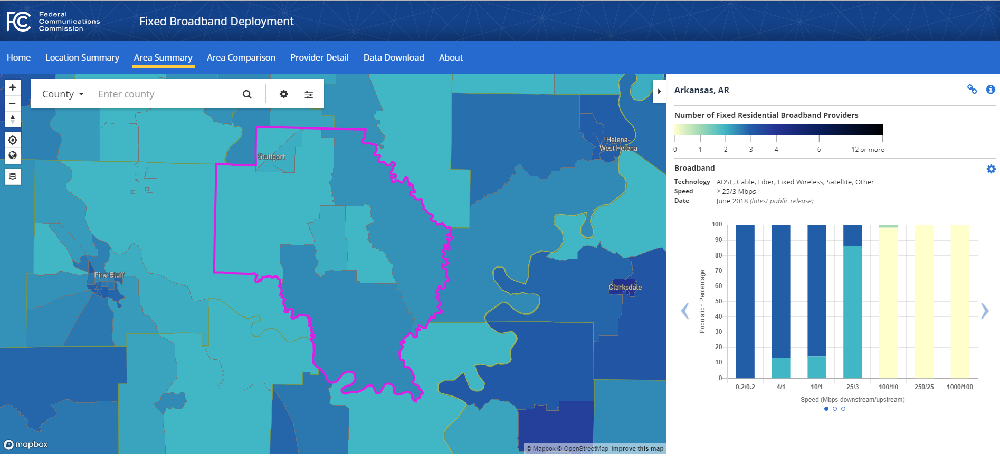 FCC Federal Communications Commission
Fixed Broadband Deployment
Home Location Summary Area Summary Area Comparison Provider Detail Data Download About
County Enter county
Stuttgart
Helena-
West Helena
Pine Bluff
Clarksdale
mapbox
© Mapbox © OpenStreetMap Improve this map
Arkansas, AR
Number of Fixed Residential Broadband Providers
0 1 2 3 4 6 12 or more
Broadband
Technology ADSL, Cable, Fiber, Fixed Wireless, Satellite, Other
Speed ≥ 25/3 Mbps
Date June 2018 (latest public release)
Population Percentage
100
90
80
70
60
50
40
30
20
10
0
0.2/0.2 4/1 10/1 25/3 100/10 250/25 1000/100
Speed (Mbps downstream/upstream)